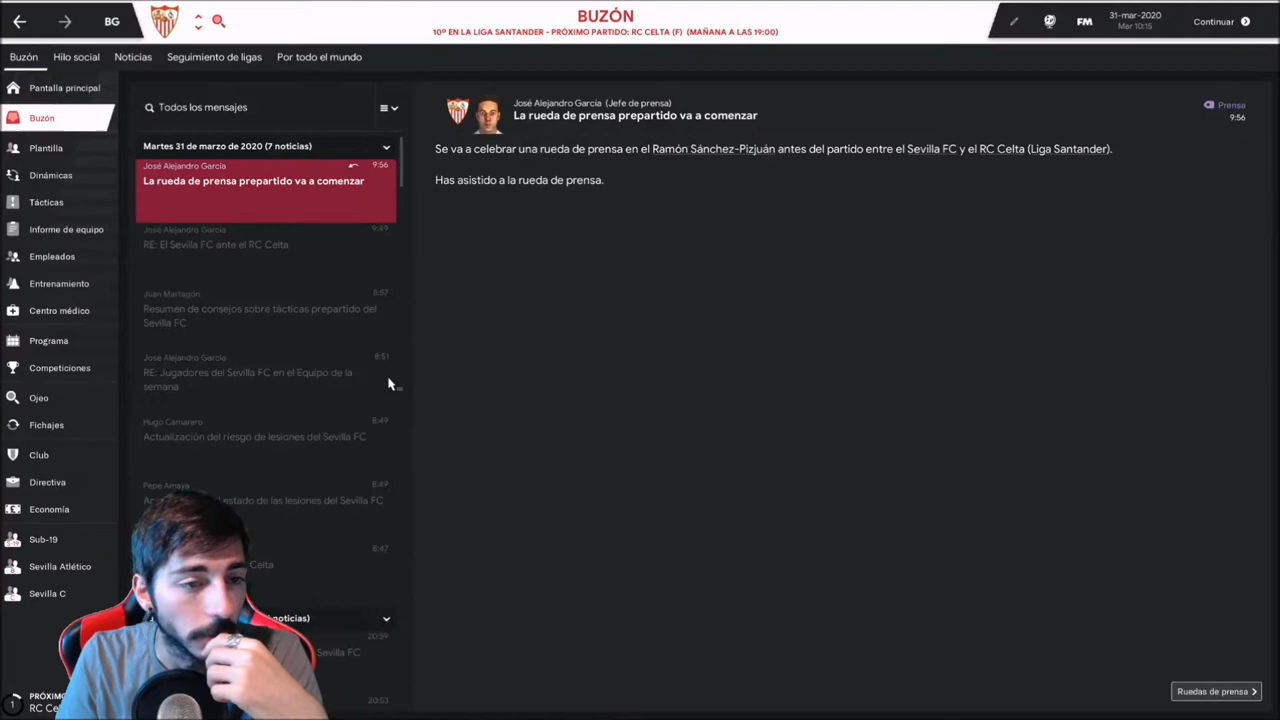 BG
BUZÓN
10º EN LA LIGA SANTANDER - PRÓXIMO PARTIDO: RC CELTA (F) (MAÑANA A LAS 19:00)
FM
31-mar-2020
Mar 10:15
Continuar
Buzón
Hilo social
Noticias
Seguimiento de ligas
Por todo el mundo
Pantalla principal
Buzón
Plantilla
Dinámicas
Tácticas
Informe de equipo
Empleados
Entrenamiento
Centro médico
Programa
Competiciones
Ojeo
Fichajes
Club
Directiva
Economía
Sub-19
Sevilla Atlético
Sevilla C
1
PRÓXI
RC Cel
Todos los mensajes
Martes 31 de marzo de 2020 (7 noticias)
José Alejandro García 9:56
La rueda de prensa prepartido va a comenzar
José Alejandro García 9:49
RE: El Sevilla FC ante el RC Celta
Juan Martagón 8:57
Resumen de consejos sobre tácticas prepartido del
Sevilla FC
José Alejandro García 8:51
RE: Jugadores del Sevilla FC en el Equipo de la
semana
Hugo Camarero 8:49
Actualización del riesgo de lesiones del Sevilla FC
Pepe Amaya 8:49
estado de las lesiones del Sevilla FC
8:47
Celta
noticias)
20:59
Sevilla FC
20:53
José Alejandro García (Jefe de prensa)
La rueda de prensa prepartido va a comenzar
Prensa
9:56
Se va a celebrar una rueda de prensa en el Ramón Sánchez-Pizjuán antes del partido entre el Sevilla FC y el RC Celta (Liga Santander).
Has asistido a la rueda de prensa.
Ruedas de prensa